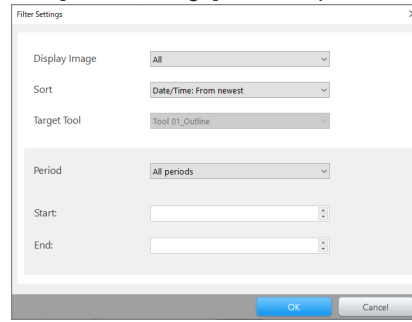 Filter Settings
Display Image All
Sort Date/Time: From newest
Target Tool Tool 01_Outline
Period All periods
Start:
End:
OK Cancel